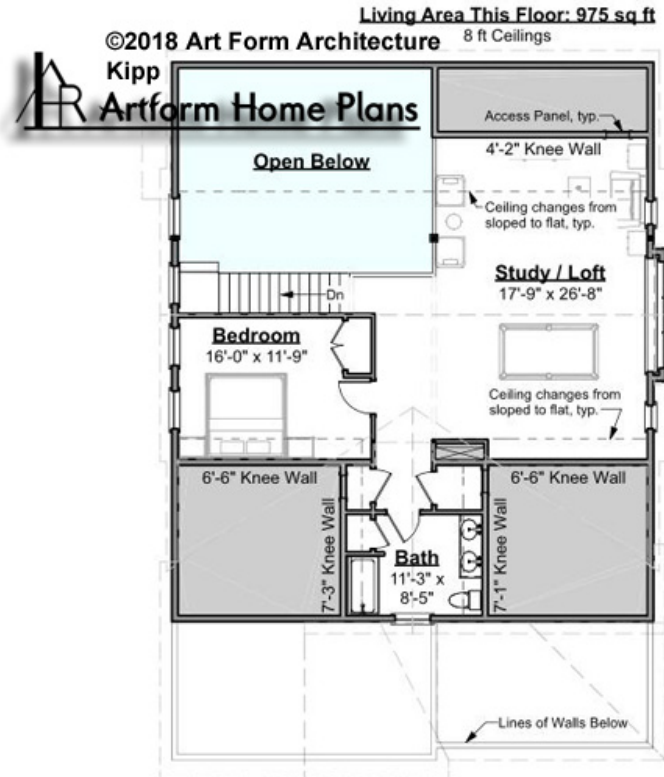 Living Area This Floor: 975 sq ft
©2018 Art Form Architecture
8 ft Ceilings
Kipp
Artform Home Plans
Access Panel, typ.
4'-2" Knee Wall
Open Below
Ceiling changes from
sloped to flat, typ.
Study / Loft
17'-9" x 26'-8"
Dn
Bedroom
16'-0" x 11'-9"
Ceiling changes from
sloped to flat, typ.
6'-6" Knee Wall
6'-6" Knee Wall
7'-3" Knee Wall
Bath
11'-3" x
8'-5"
7'-1" Knee Wall
Lines of Walls Below